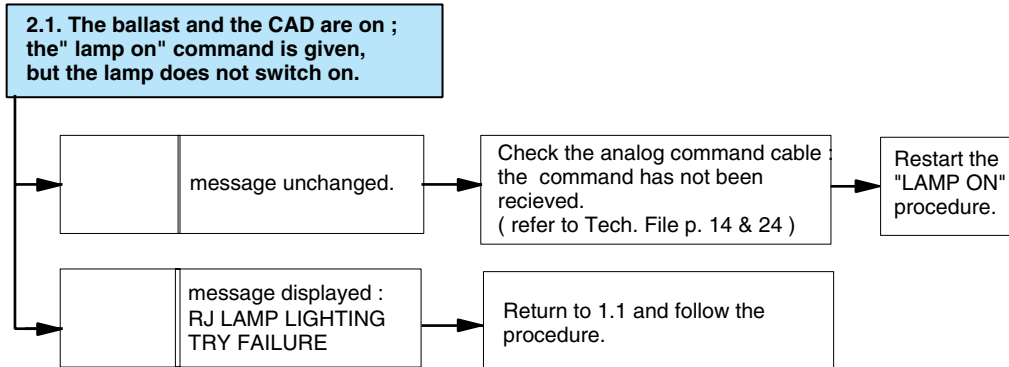 2.1. The ballast and the CAD are on ;
the" lamp on" command is given,
but the lamp does not switch on.
message unchanged.
Check the analog command cable :
the command has not been
recieved.
( refer to Tech. File p. 14 & 24 )
Restart the
"LAMP ON"
procedure.
message displayed :
RJ LAMP LIGHTING
TRY FAILURE
Return to 1.1 and follow the
procedure.